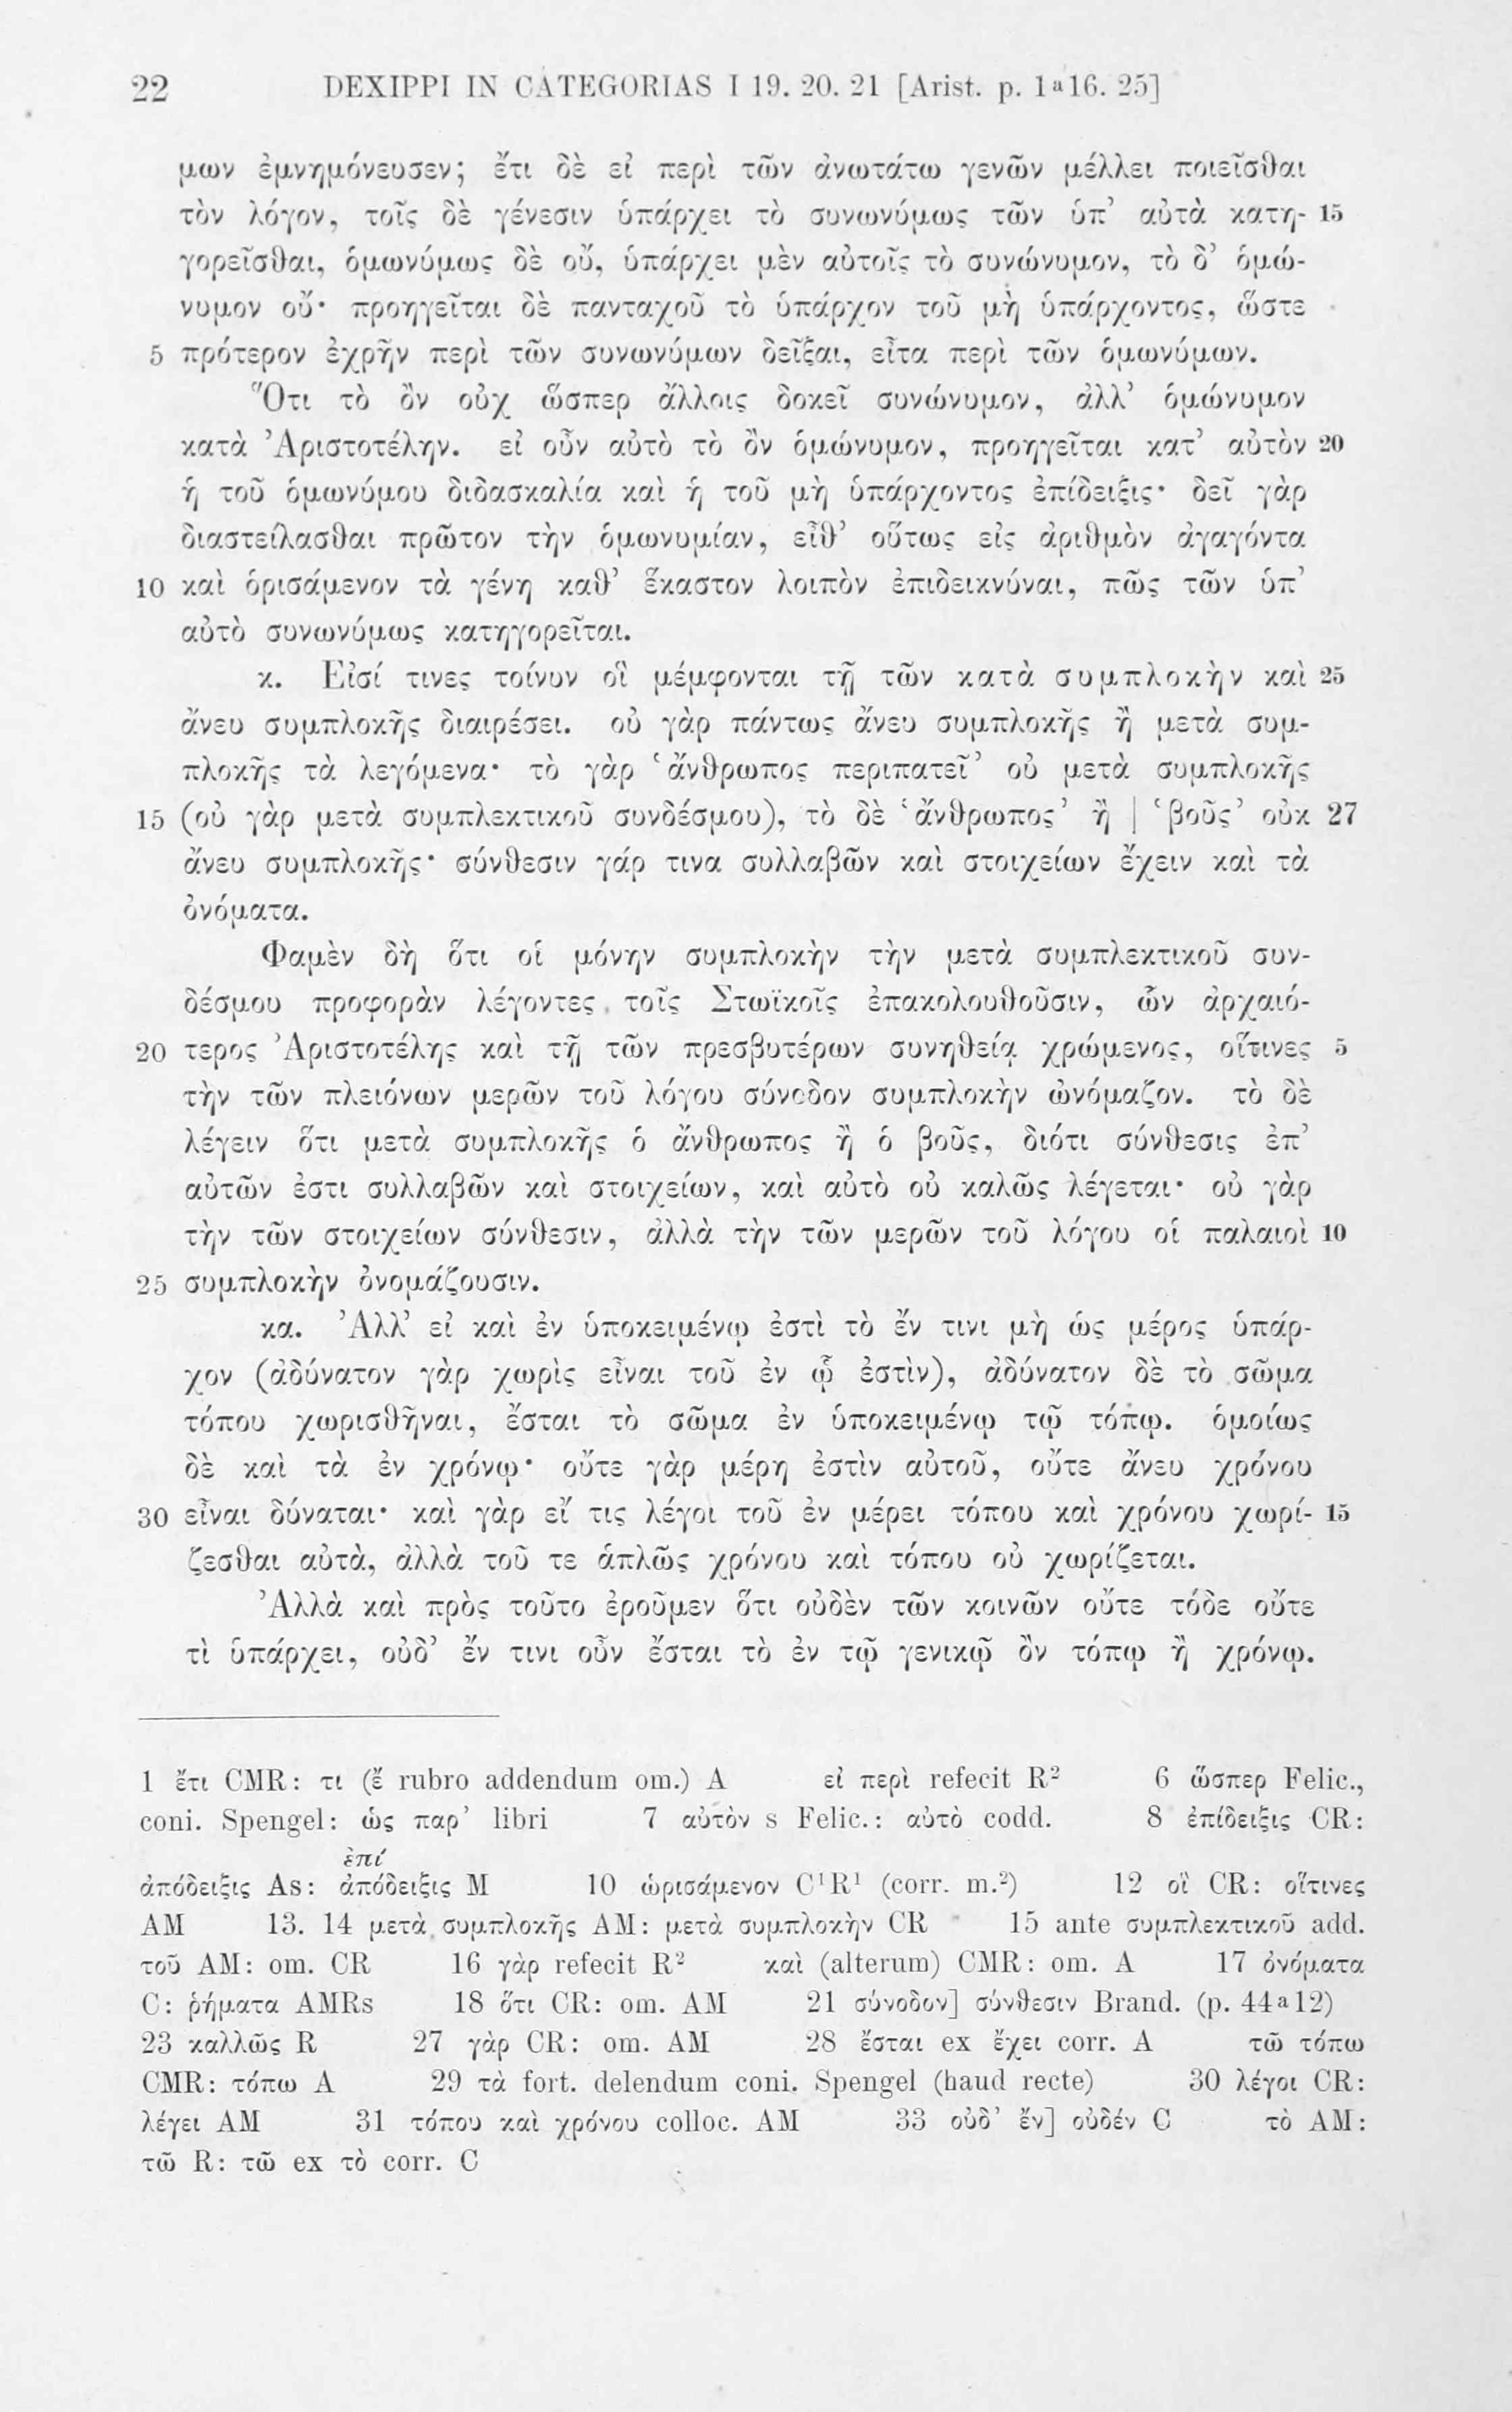 22 DEXIPPI IN CATEGORIAS I 19. 20. 21 [Arist. p. 1ª16. 25]
μων ἐμνημόνευσεν; ἔτι δὲ εἰ περὶ τῶν ἀνωτάτω γενῶν μέλλει ποιεῖσθαι
τὸν λόγον, τοῖς δὲ γένεσιν ὑπάρχει τὸ συνωνύμως τῶν ὑπ’ αὐτὰ κατη- 15
γορεῖσθαι, ὁμωνύμως δὲ οὔ, ὑπάρχει μὲν αὐτοῖς τὸ συνώνυμον, τὸ δ’ ὁμώ-
νυμον οὔ· προηγεῖται δὲ πανταχοῦ τὸ ὑπάρχον τοῦ μὴ ὑπάρχοντος, ὥστε
5 πρότερον ἐχρῆν περὶ τῶν συνωνύμων δεῖξαι, εἶτα περὶ τῶν ὁμωνύμων.
Ὅτι τὸ ὂν οὐχ ὥσπερ ἄλλοις δοκεῖ συνώνυμον, ἀλλ’ ὁμώνυμον
κατὰ Ἀριστοτέλην. εἰ οὖν αὐτὸ τὸ ὂν ὁμώνυμον, προηγεῖται κατ’ αὐτὸν 20
ἡ τοῦ ὁμωνύμου διδασκαλία καὶ ἡ τοῦ μὴ ὑπάρχοντος ἐπίδειξις· δεῖ γὰρ
διαστείλασθαι πρῶτον τὴν ὁμωνυμίαν, εἶθ’ οὕτως εἰς ἀριθμὸν ἀγαγόντα
10 καὶ ὁρισάμενον τὰ γένη καθ’ ἕκαστον λοιπὸν ἐπιδεικνύναι, πῶς τῶν ὑπ’
αὐτὸ συνωνύμως κατηγορεῖται.
κ. Εἰσί τινες τοίνυν οἳ μέμφονται τῇ τῶν κατὰ συμπλοκὴν καὶ 25
ἄνευ συμπλοκῆς διαιρέσει. οὐ γὰρ πάντως ἄνευ συμπλοκῆς ἢ μετὰ συμ-
πλοκῆς τὰ λεγόμενα· τὸ γὰρ ‘ἄνθρωπος περιπατεῖ’ οὐ μετὰ συμπλοκῆς
15 (οὐ γὰρ μετὰ συμπλεκτικοῦ συνδέσμου), τὸ δὲ ‘ἄνθρωπος’ ἢ | ‘βοῦς’ οὐκ 27
ἄνευ συμπλοκῆς· σύνθεσιν γάρ τινα συλλαβῶν καὶ στοιχείων ἔχειν καὶ τὰ
ὀνόματα.
Φαμὲν δὴ ὅτι οἱ μόνην συμπλοκὴν τὴν μετὰ συμπλεκτικοῦ συν-
δέσμου προφορὰν λέγοντες τοῖς Στωϊκοῖς ἐπακολουθοῦσιν, ὧν ἀρχαιό-
20 τερος Ἀριστοτέλης καὶ τῇ τῶν πρεσβυτέρων συνηθείᾳ χρώμενος, οἵτινες 5
τὴν τῶν πλειόνων μερῶν τοῦ λόγου σύνοδον συμπλοκὴν ὠνόμαζον. τὸ δὲ
λέγειν ὅτι μετὰ συμπλοκῆς ὁ ἄνθρωπος ἢ ὁ βοῦς, διότι σύνθεσις ἐπ’
αὐτῶν ἐστι συλλαβῶν καὶ στοιχείων, καὶ αὐτὸ οὐ καλῶς λέγεται· οὐ γὰρ
τὴν τῶν στοιχείων σύνθεσιν, ἀλλὰ τὴν τῶν μερῶν τοῦ λόγου οἱ παλαιοὶ 10
25 συμπλοκὴν ὀνομάζουσιν.
κα. Ἀλλ’ εἰ καὶ ἐν ὑποκειμένῳ ἐστὶ τὸ ἔν τινι μὴ ὡς μέρος ὑπάρ-
χον (ἀδύνατον γὰρ χωρὶς εἶναι τοῦ ἐν ᾧ ἐστὶν), ἀδύνατον δὲ τὸ σῶμα
τόπου χωρισθῆναι, ἔσται τὸ σῶμα ἐν ὑποκειμένῳ τῷ τόπῳ. ὁμοίως
δὲ καὶ τὰ ἐν χρόνῳ· οὔτε γὰρ μέρη ἐστὶν αὐτοῦ, οὔτε ἄνευ χρόνου
30 εἶναι δύναται· καὶ γὰρ εἴ τις λέγοι τοῦ ἐν μέρει τόπου καὶ χρόνου χωρί- 15
ζεσθαι αὐτὰ, ἀλλὰ τοῦ τε ἁπλῶς χρόνου καὶ τόπου οὐ χωρίζεται.
Ἀλλὰ καὶ πρὸς τοῦτο ἐροῦμεν ὅτι οὐδὲν τῶν κοινῶν οὔτε τόδε οὔτε
τὶ ὑπάρχει, οὐδ’ ἔν τινι οὖν ἔσται τὸ ἐν τῷ γενικῷ ὂν τόπῳ ἢ χρόνῳ.
1 ἔτι CMR: τι (ἔ rubro addendum om.) A εἰ περὶ refecit R² 6 ὥσπερ Felic.,
coni. Spengel: ὡς παρ’ libri 7 αὐτὸν s Felic.: αὐτὸ codd. 8 ἐπίδειξις CR:
ἐπί
ἀπόδειξις As: ἀπόδειξις M 10 ὡρισάμενον C¹R¹ (corr. m.²) 12 οἳ CR: οἵτινες
AM 13. 14 μετὰ συμπλοκῆς AM: μετὰ συμπλοκὴν CR 15 ante συμπλεκτικοῦ add.
τοῦ AM: om. CR 16 γὰρ refecit R² καὶ (alterum) CMR: om. A 17 ὀνόματα
C: ῥήματα AMRs 18 ὅτι CR: om. AM 21 σύνοδον] σύνθεσιν Brand. (p. 44ª12)
23 καλλῶς R 27 γὰρ CR: om. AM 28 ἔσται ex ἔχει corr. A τῶ τόπω
CMR: τόπω A 29 τὰ fort. delendum coni. Spengel (haud recte) 30 λέγοι CR:
λέγει AM 31 τόπου καὶ χρόνου colloc. AM 33 οὐδ’ ἔν] οὐδέν C τὸ AM:
τῶ R: τῶ ex τὸ corr. C